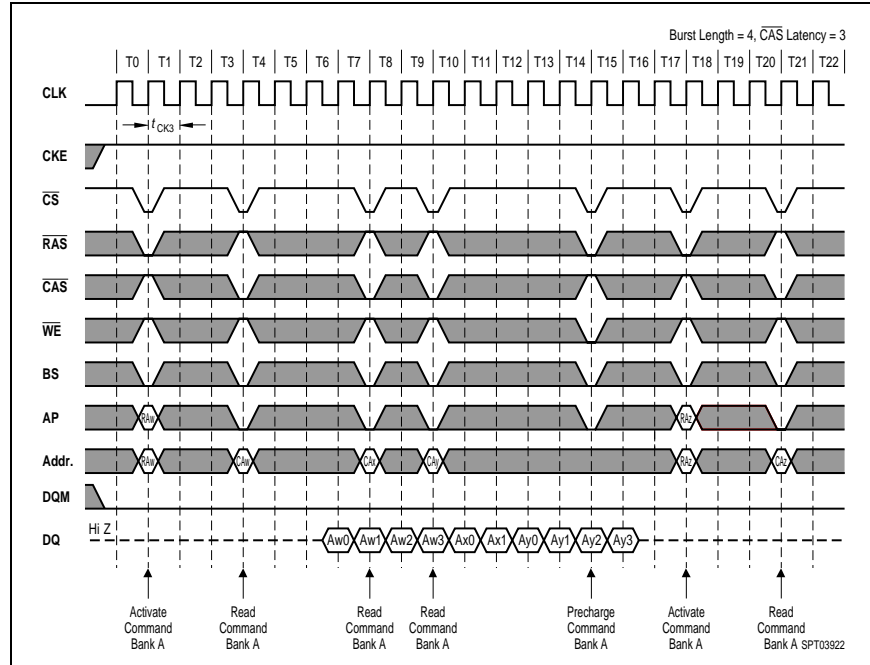 Burst Length = 4, CAS Latency = 3
T0 T1 T2 T3 T4 T5 T6 T7 T8 T9 T10 T11 T12 T13 T14 T15 T16 T17 T18 T19 T20 T21 T22
CLK
t CK3
CKE
CS
RAS
CAS
WE
BS
AP RAw RAz
Addr. RAw CAw CAx CAy RAz CAz
DQM
Hi Z
DQ Aw0 Aw1 Aw2 Aw3 Ax0 Ax1 Ay0 Ay1 Ay2 Ay3
Activate Read Read Read Precharge Activate Read
Command Command Command Command Command Command Command
Bank A Bank A Bank A Bank A Bank A Bank A Bank A SPT03922